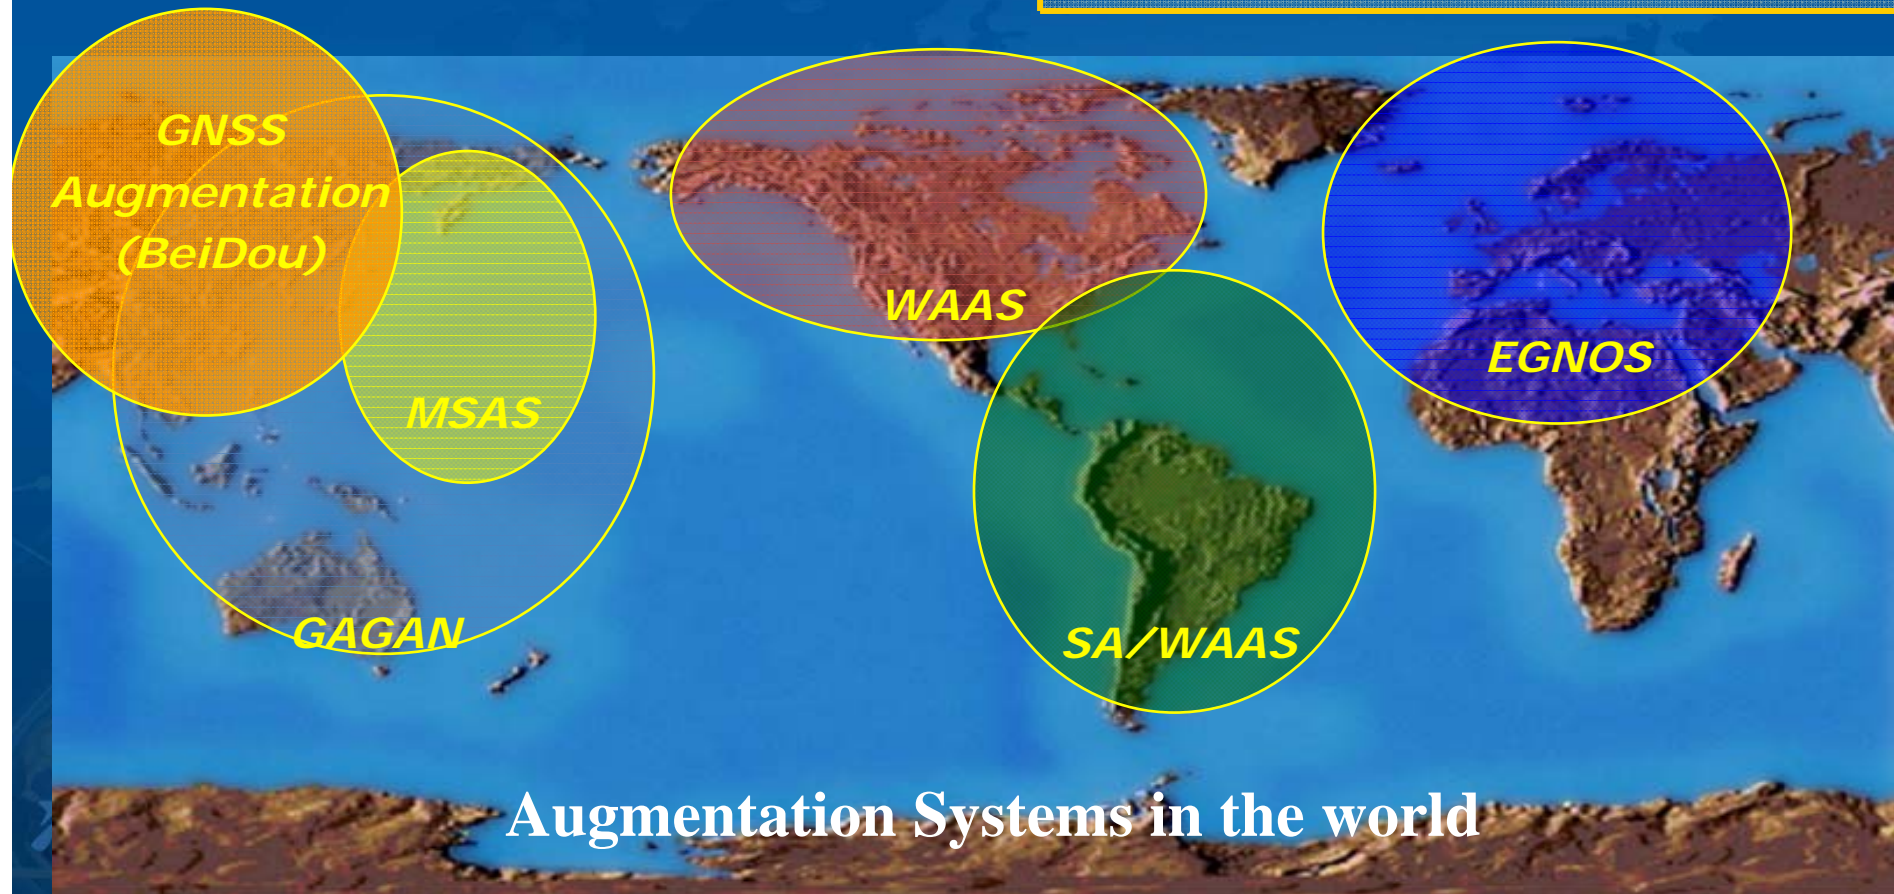 GNSS
Augmentation
(BeiDou)
WAAS
EGNOS
MSAS
GAGAN
SA/WAAS
Augmentation Systems in the world